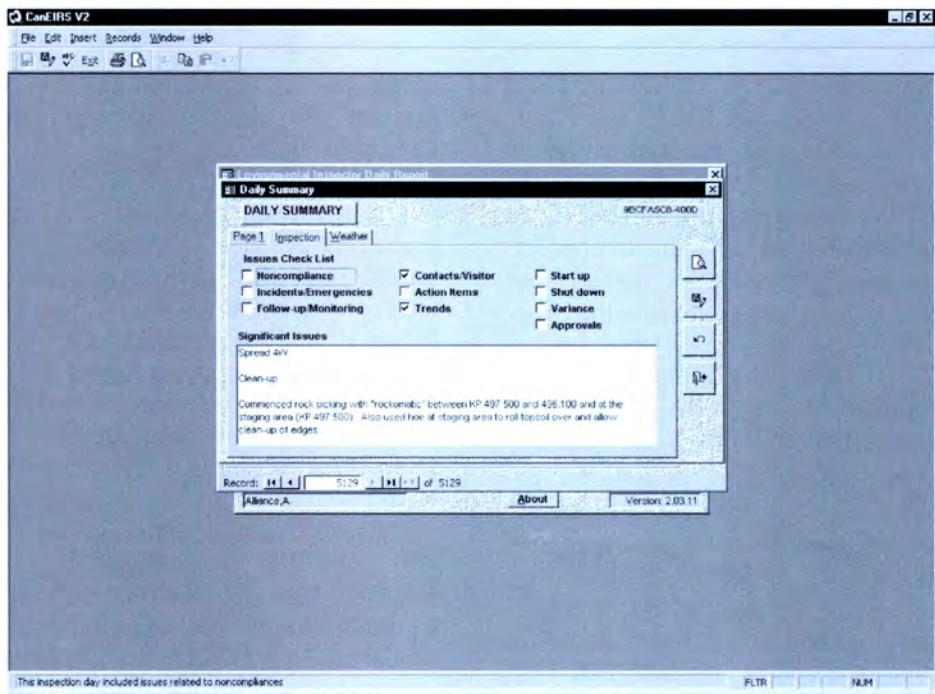 CanEIRS V2
File Edit Insert Records Window Help
Exit
Environmental Inspector Daily Report
Daily Summary
DAILY SUMMARY
Page 1 Inspection Weather
Issues Check List
Noncompliance Contacts/Visitor Start up
Incidents/Emergencies Action Items Shut down
Follow-up/Monitoring Trends Variance
Approvals
Significant Issues
Spread 4W
Clean-up
Commenced rock picking with "rockomatic" between KP 497.500 and 496.100 and at the
staging area (KP 497.500). Also used hoe at staging area to roll topsoil over and allow
clean-up of edges
Record: 5129 of 5129
Alliance,A About Version: 2.03.11
This inspection day included issues related to noncompliances FLTR NUM